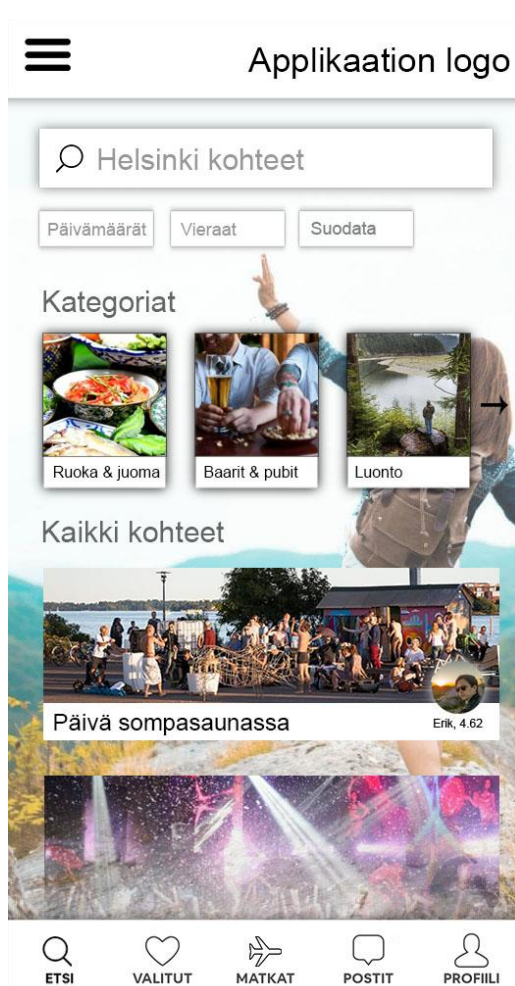 Applikaation logo
Helsinki kohteet
Päivämäärät Vieraat Suodata
Kategoriat
Ruoka & juoma Baarit & pubit Luonto
Kaikki kohteet
Päivä sompasaunassa Erik, 4.62
ETSI VALITUT MATKAT POSTIT PROFIILI